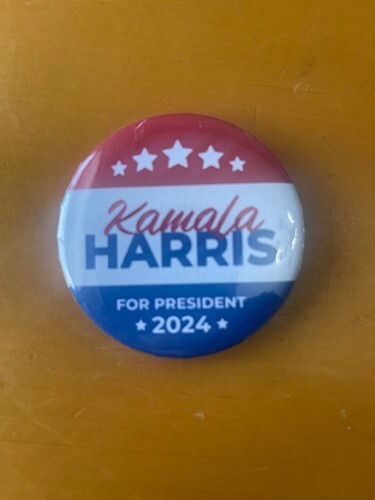 Kamala
HARRIS
FOR PRESIDENT
2024